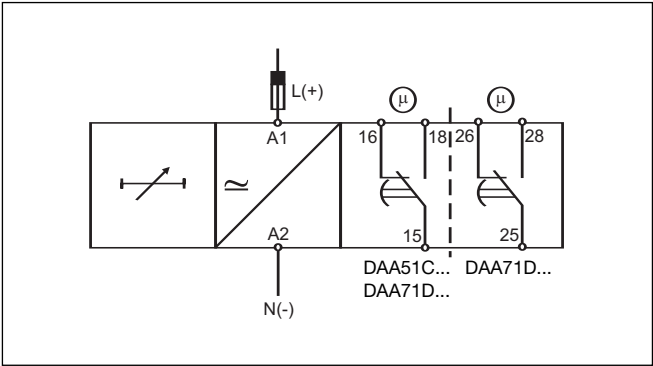 L(+)
μ μ
A1 16 18 26 28
≃
A2 15 25
DAA51C... DAA71D...
DAA71D...
N(-)